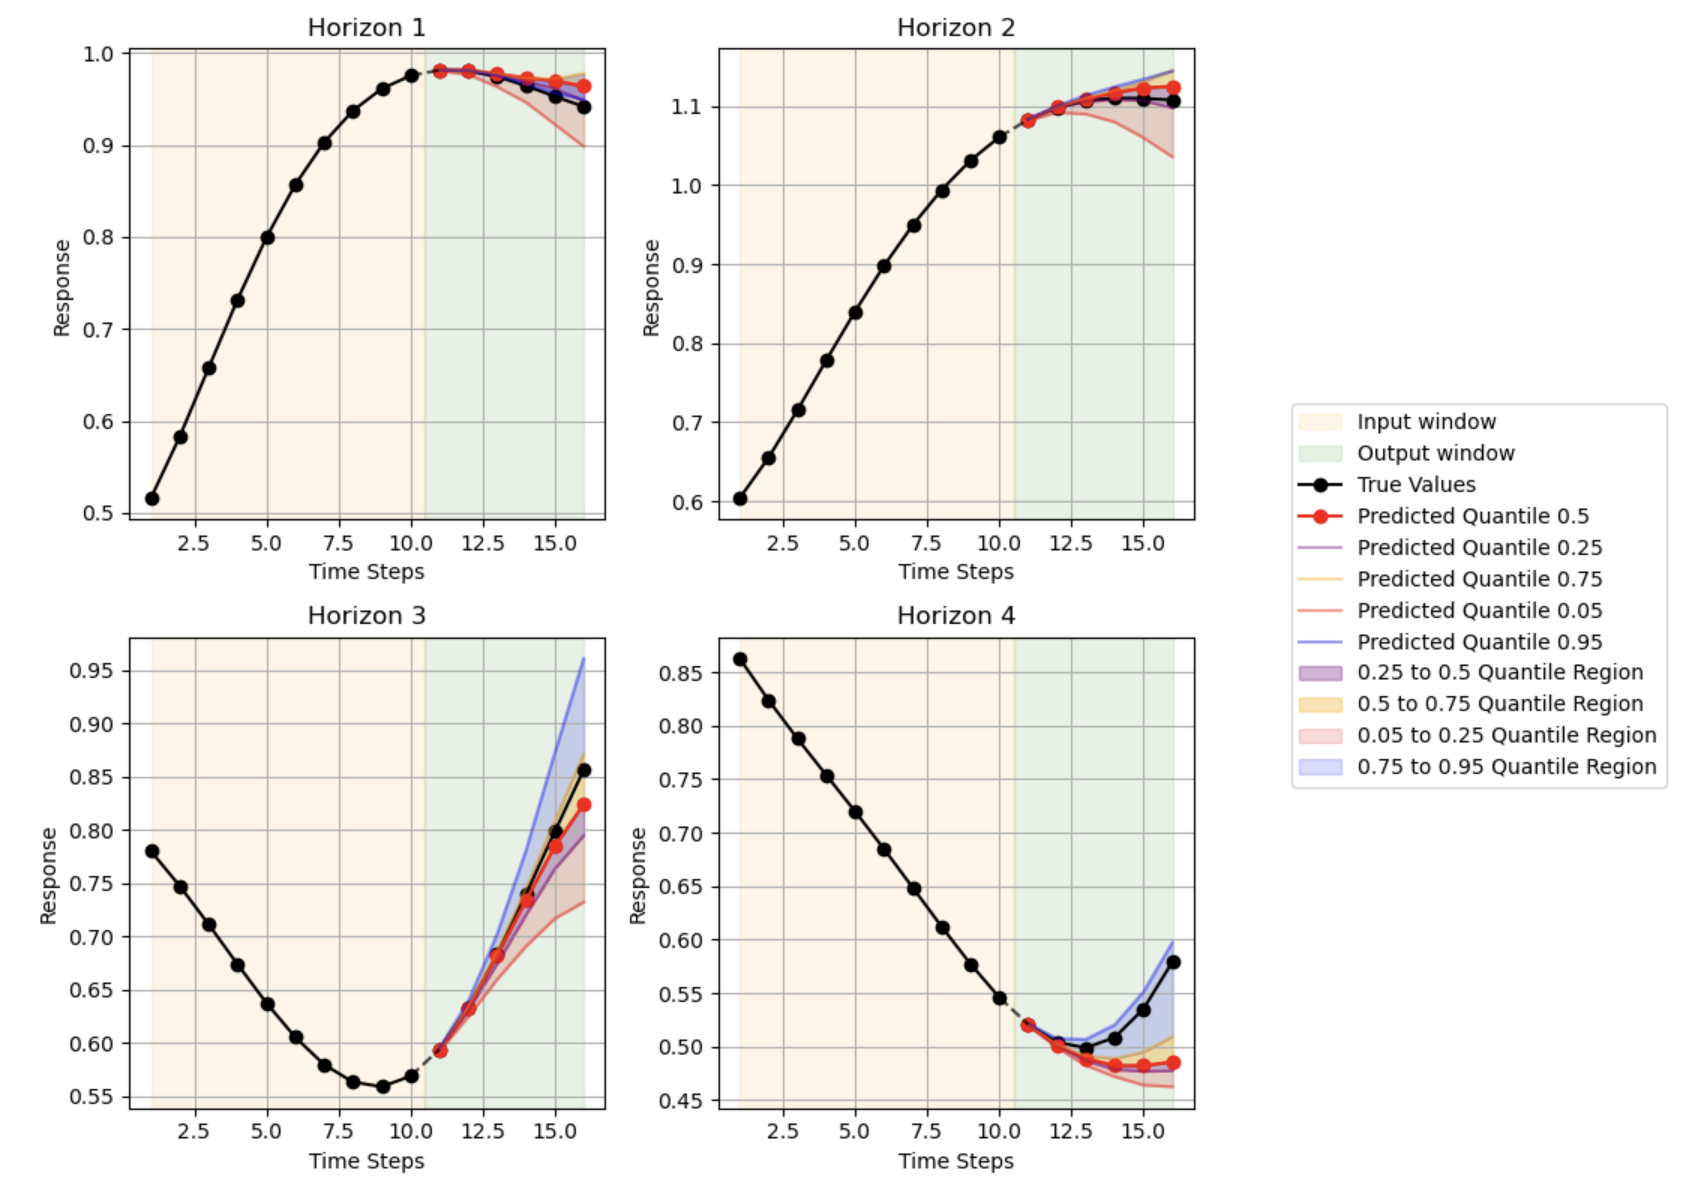 Horizon 1
1.0
0.9
0.8
0.7
0.6
0.5
Response
2.5 5.0 7.5 10.0 12.5 15.0
Time Steps
Horizon 2
1.1
1.0
0.9
0.8
0.7
0.6
Response
2.5 5.0 7.5 10.0 12.5 15.0
Time Steps
Horizon 3
0.95
0.90
0.85
0.80
0.75
0.70
0.65
0.60
0.55
Response
2.5 5.0 7.5 10.0 12.5 15.0
Time Steps
Horizon 4
0.85
0.80
0.75
0.70
0.65
0.60
0.55
0.50
0.45
Response
2.5 5.0 7.5 10.0 12.5 15.0
Time Steps
Input window
Output window
True Values
Predicted Quantile 0.5
Predicted Quantile 0.25
Predicted Quantile 0.75
Predicted Quantile 0.05
Predicted Quantile 0.95
0.25 to 0.5 Quantile Region
0.5 to 0.75 Quantile Region
0.05 to 0.25 Quantile Region
0.75 to 0.95 Quantile Region